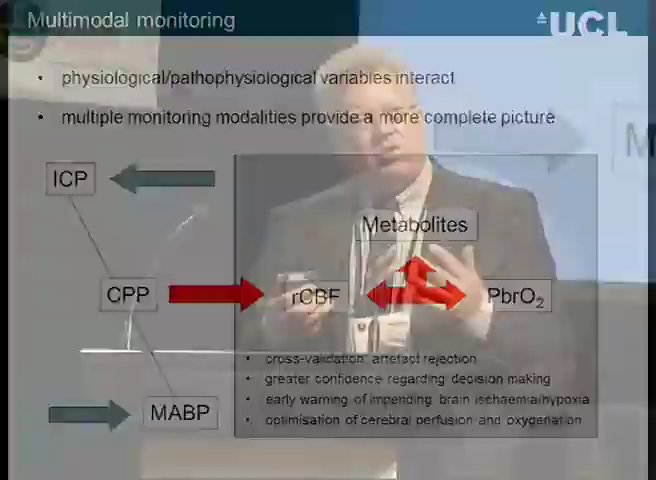 Multimodal monitoring
UCL
• physiological/pathophysiological variables interact
• multiple monitoring modalities provide a more complete picture
M
ICP
Metabolites
CPP
rCBF
PbrO₂
• cross-validation: artefact rejection
• greater confidence regarding decision making
• early warning of impending brain ischaemia/hypoxia
• optimisation of cerebral perfusion and oxygenation
MABP